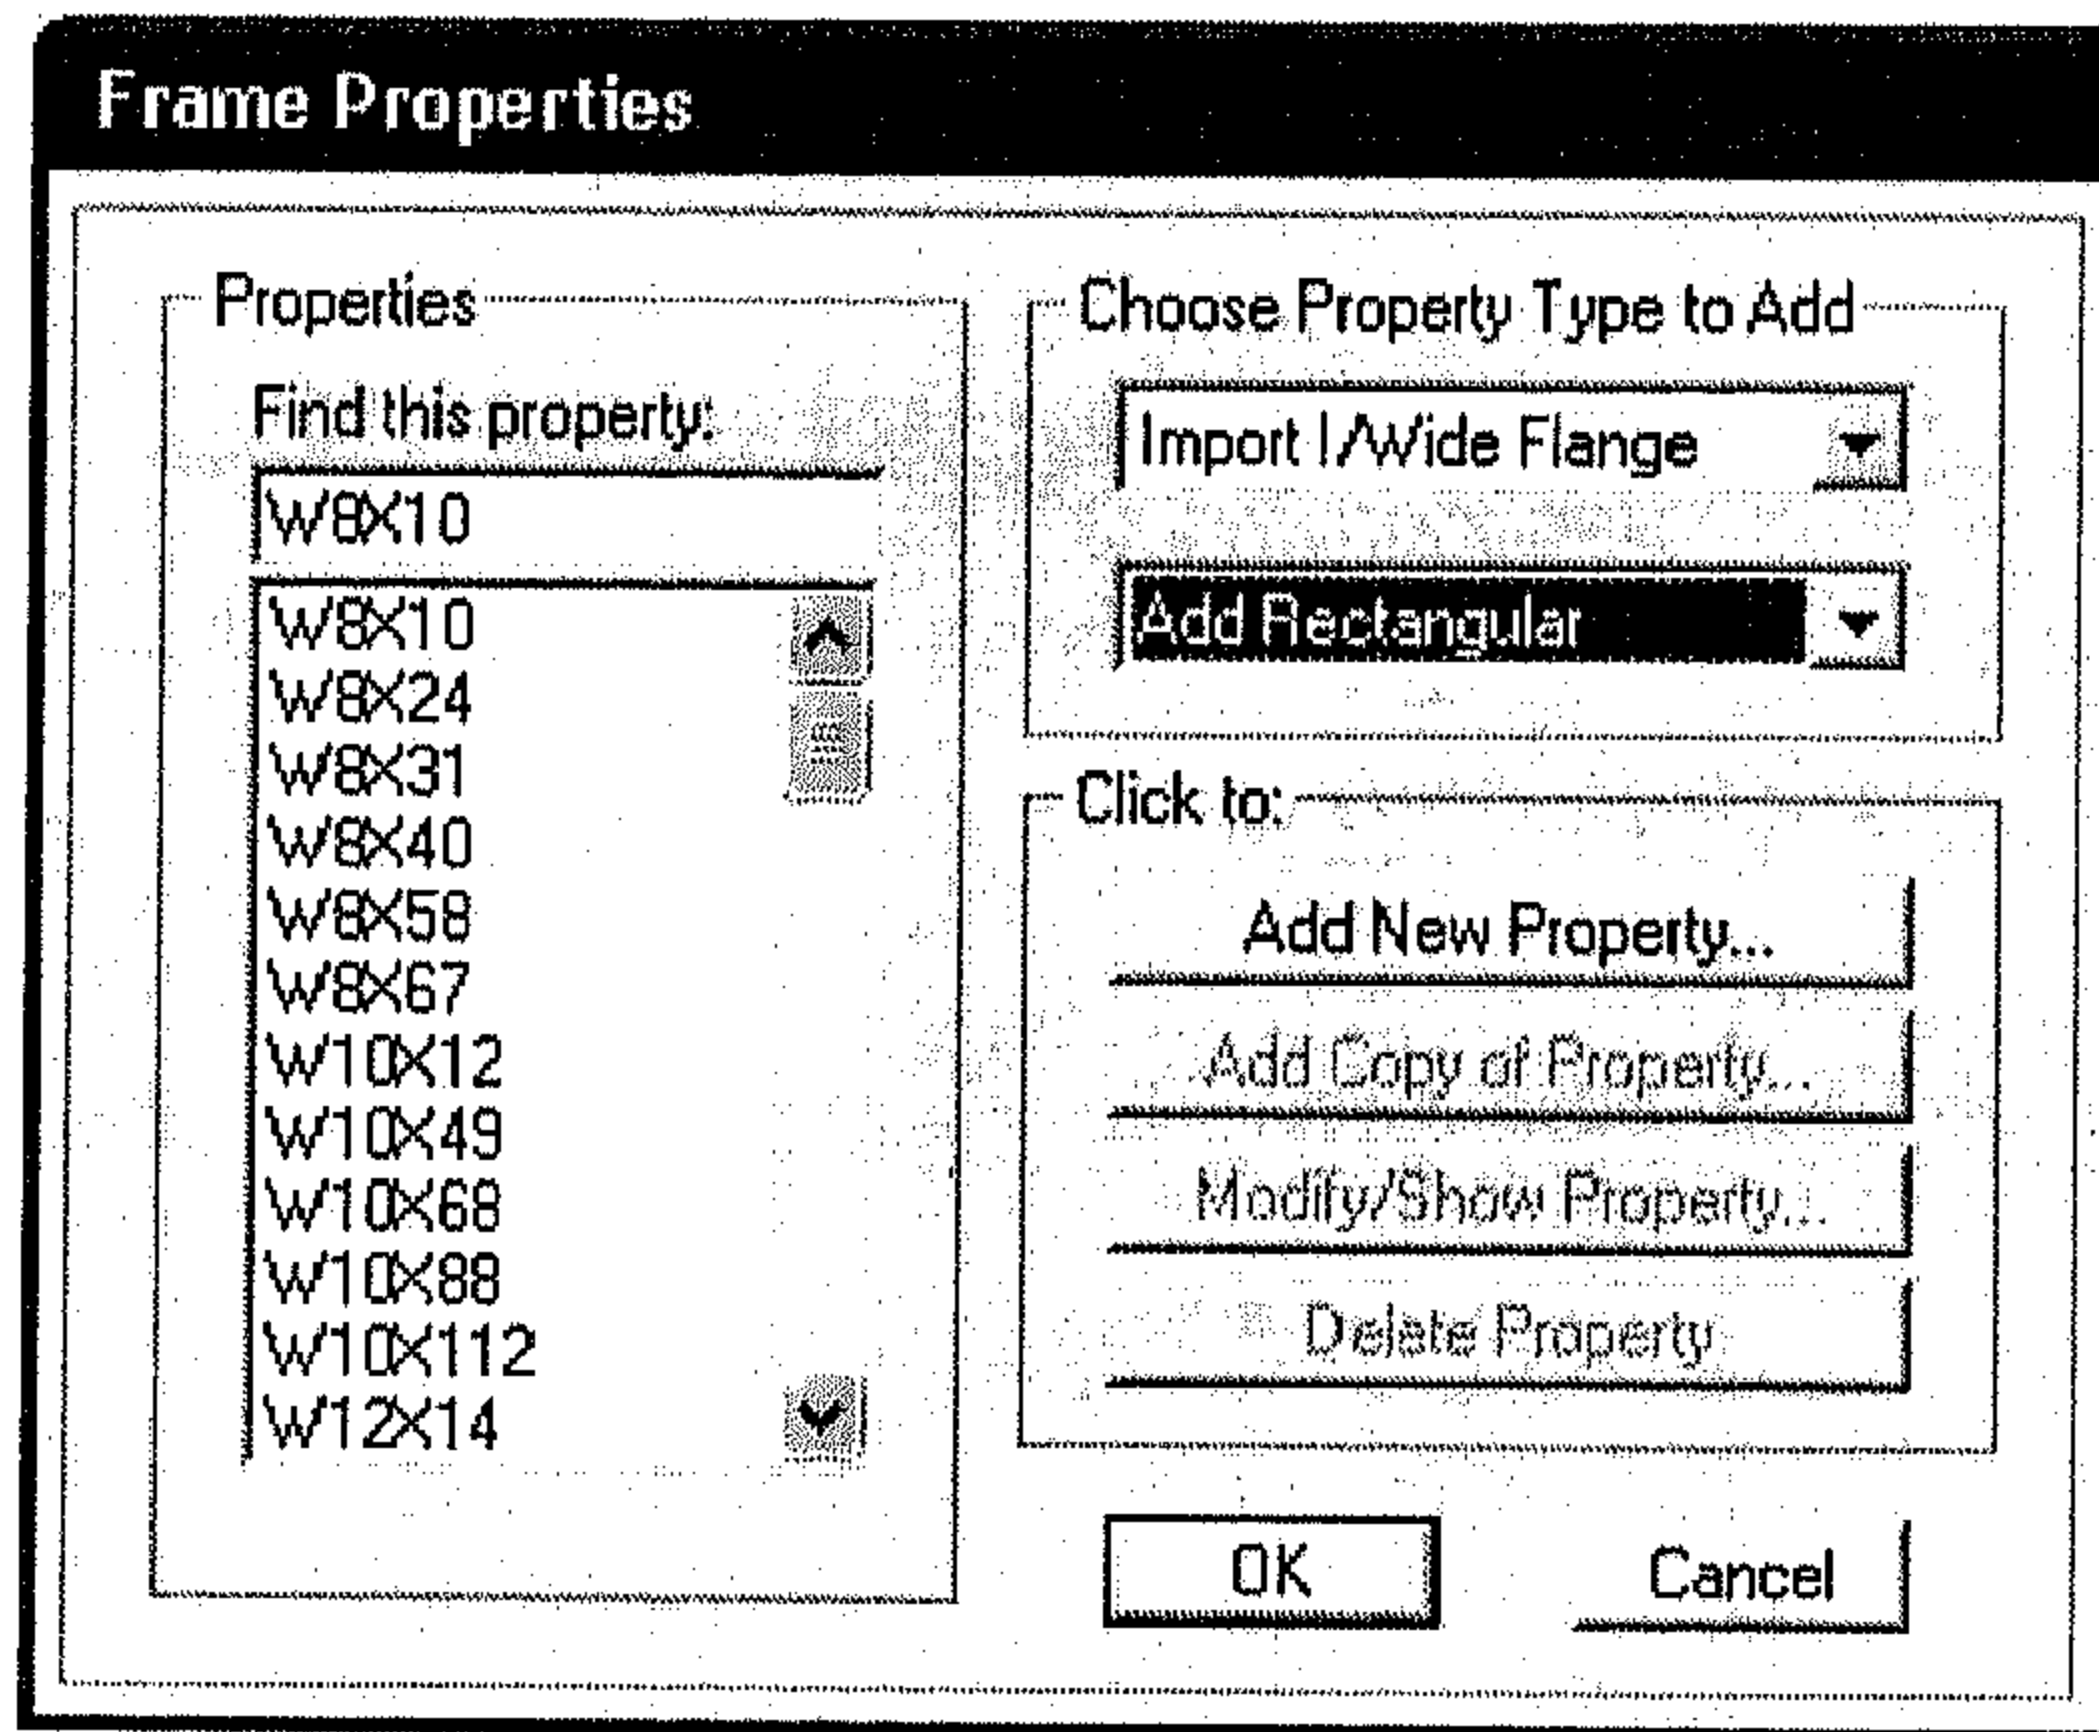 Frame Properties
Properties
Find this property:
W8X10
W8X10
W8X24
W8X31
W8X40
W8X58
W8X67
W10X12
W10X49
W10X68
W10X88
W10X112
W12X14
Choose Property Type to Add
Import I/Wide Flange
Add Rectangular
Click to:
Add New Property...
Add Copy of Property...
Modify/Show Property...
Delete Property
OK
Cancel